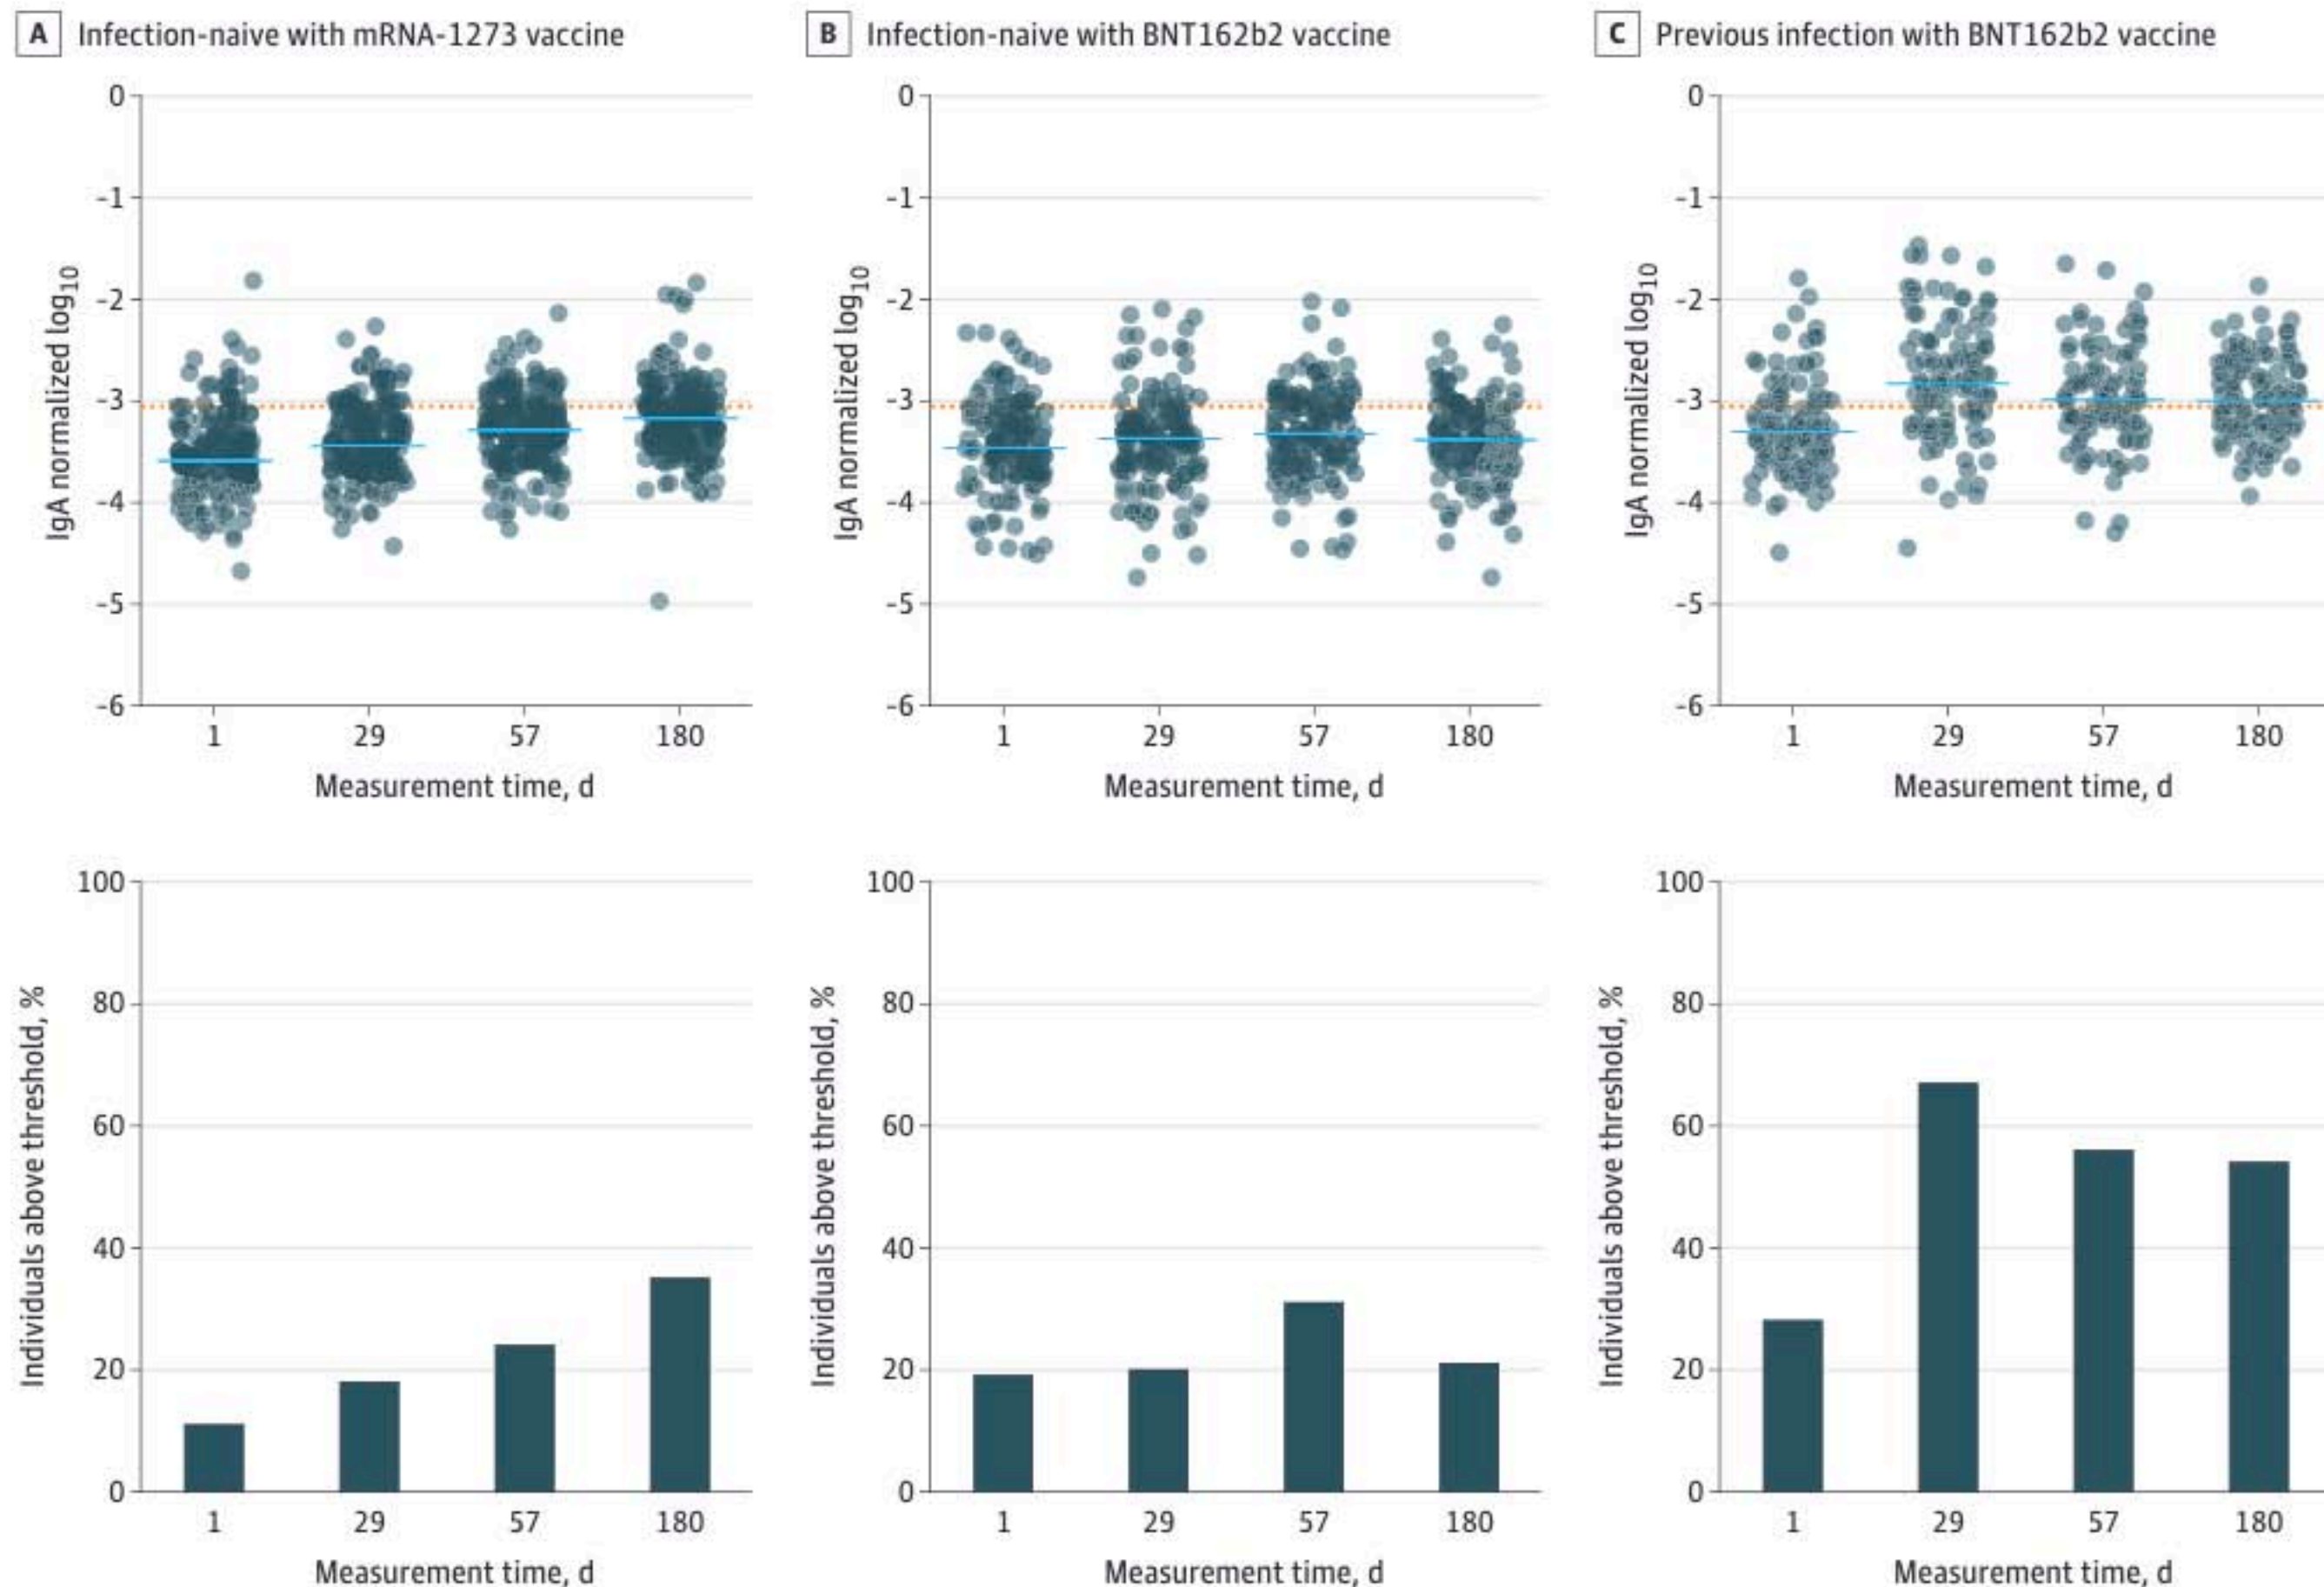 A Infection-naive with mRNA-1273 vaccine
IgA normalized log10
0
-1
-2
-3
-4
-5
-6
1 29 57 180
Measurement time, d
B Infection-naive with BNT162b2 vaccine
IgA normalized log10
0
-1
-2
-3
-4
-5
-6
1 29 57 180
Measurement time, d
C Previous infection with BNT162b2 vaccine
IgA normalized log10
0
-1
-2
-3
-4
-5
-6
1 29 57 180
Measurement time, d
Individuals above threshold, %
100
80
60
40
20
0
1 29 57 180
Measurement time, d
Individuals above threshold, %
100
80
60
40
20
0
1 29 57 180
Measurement time, d
Individuals above threshold, %
100
80
60
40
20
0
1 29 57 180
Measurement time, d